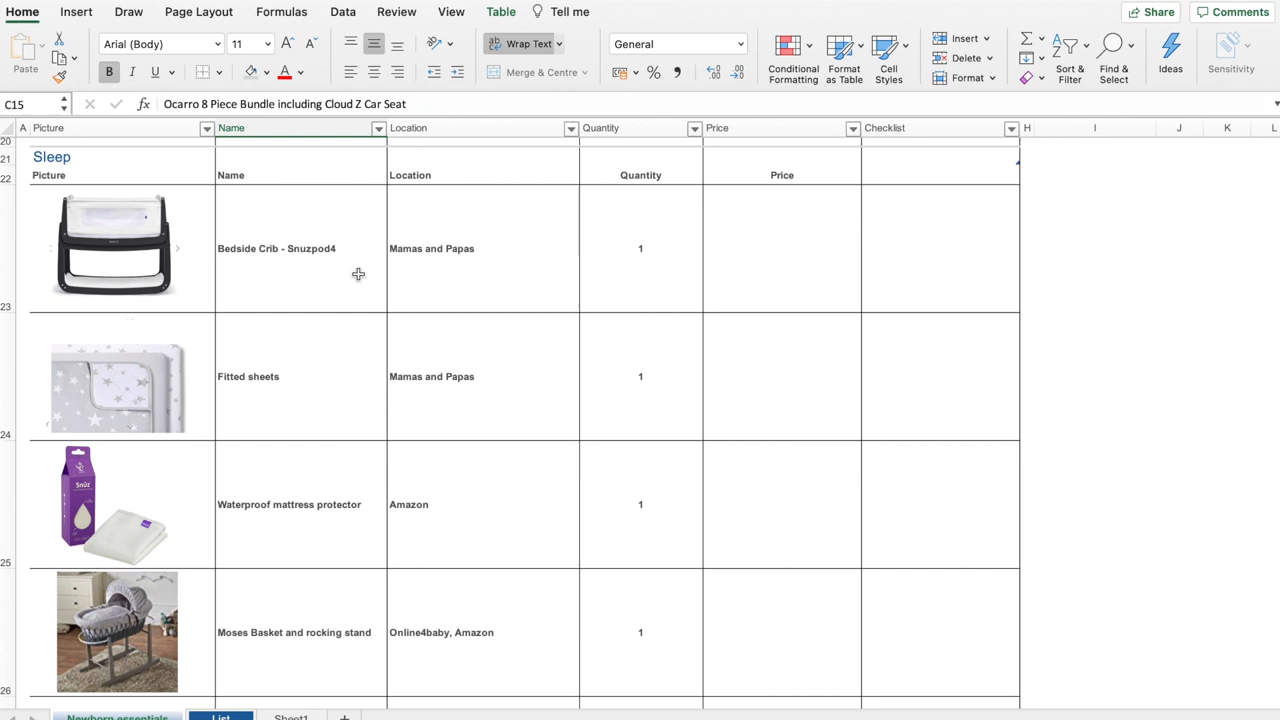 Home Insert Draw Page Layout Formulas Data Review View Table Tell me Share Comments
Arial (Body) 11 Wrap Text General Insert
Delete
Paste B I U Merge & Centre % Conditional Formatting Format as Table Cell Styles Format Sort & Filter Find & Select Ideas Sensitivity
C15 fx Ocarro 8 Piece Bundle including Cloud Z Car Seat
A Picture Name Location Quantity Price Checklist H I J K L
20
21 Sleep
22 Picture Name Location Quantity Price
Bedside Crib - Snuzpod4 Mamas and Papas 1
23
Fitted sheets Mamas and Papas 1
24
Snüz
Waterproof mattress protector Amazon 1
25
Moses Basket and rocking stand Online4baby, Amazon 1
26
Newborn essentials List Sheet1 +